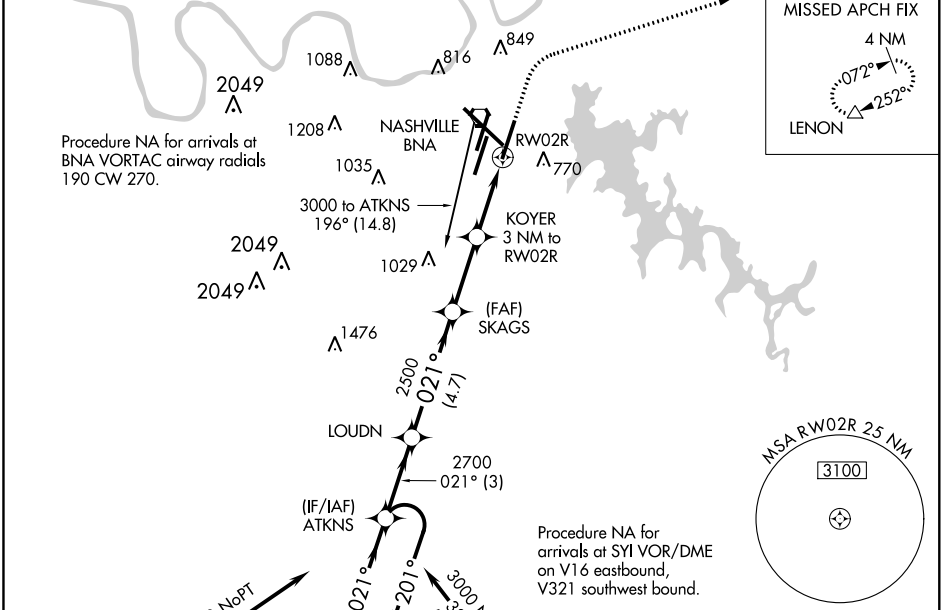 MISSED APCH FIX
4 NM
072°
252°
LENON
849
816
1088
2049
1208
NASHVILLE
BNA
RW02R
770
Procedure NA for arrivals at
BNA VORTAC airway radials
190 CW 270.
1035
3000 to ATKNS
196° (14.8)
KOYER
3 NM to
RW02R
2049
1029
2049
(FAF)
SKAGS
1476
2500
021°
(4.7)
LOUDN
2700
021° (3)
MSA RW02R 25 NM
3100
(IF/IAF)
ATKNS
Procedure NA for
arrivals at SYI VOR/DME
on V16 eastbound,
V321 southwest bound.
NoPT
021°
201°
3000